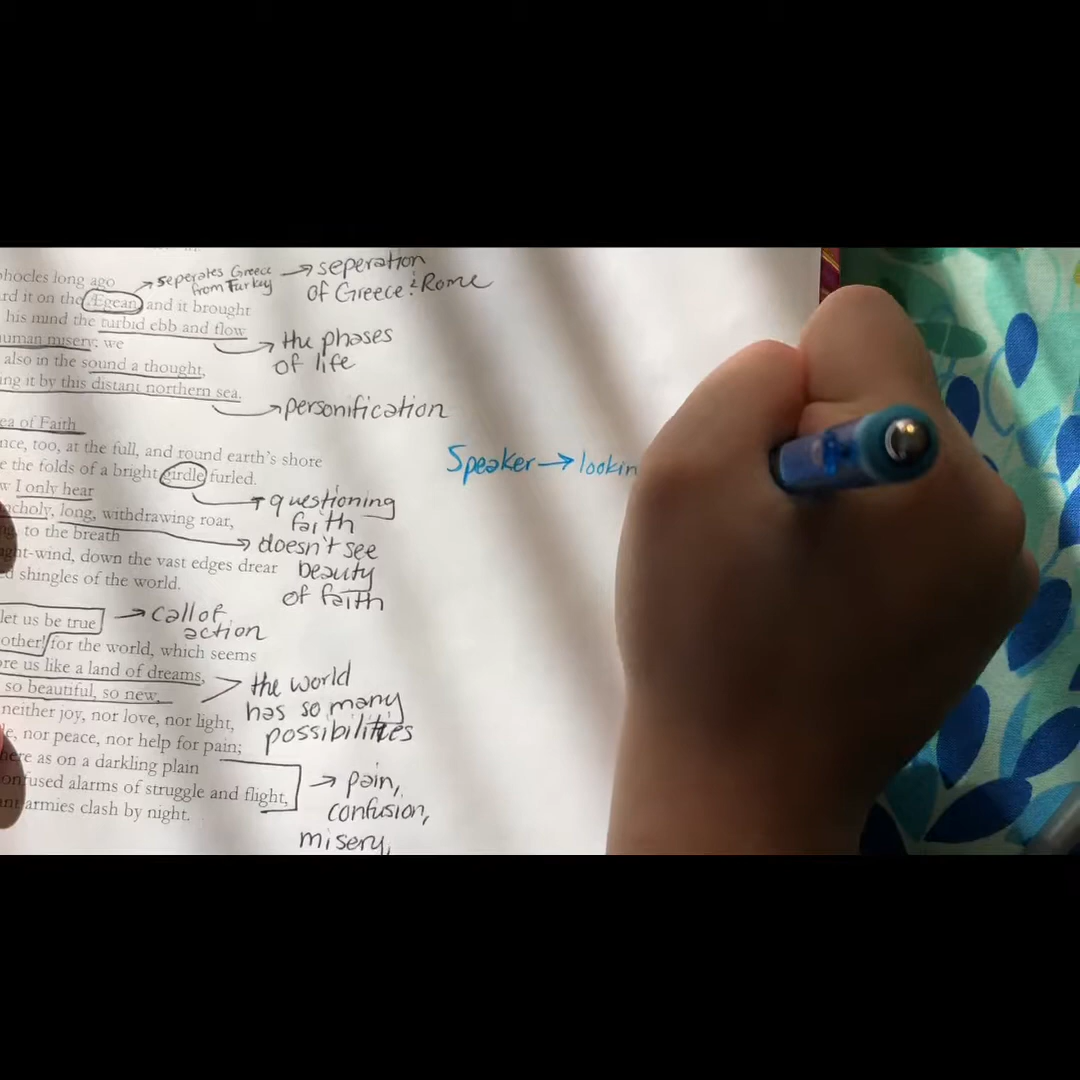 phocles long ago
rd it on the Ægean, and it brought
his mind the turbid ebb and flow
uman misery; we
also in the sound a thought,
ing it by this distant northern sea.
ea of Faith
nce, too, at the full, and round earth's shore
e the folds of a bright girdle furled.
w I only hear
ncholy, long, withdrawing roar,
ng, to the breath
ght-wind, down the vast edges drear
d shingles of the world.
let us be true
other! for the world, which seems
ore us like a land of dreams,
so beautiful, so new,
neither joy, nor love, nor light,
e, nor peace, nor help for pain;
here as on a darkling plain
onfused alarms of struggle and flight,
ant armies clash by night.
seperates Greece
from Turkey
→ seperation
of Greece & Rome
the phases
of life
personification
questioning
faith
doesn't see
beauty
of faith
→ call of
action
the world
has so many
possibilities
→ pain,
confusion,
misery,
Speaker → lookin